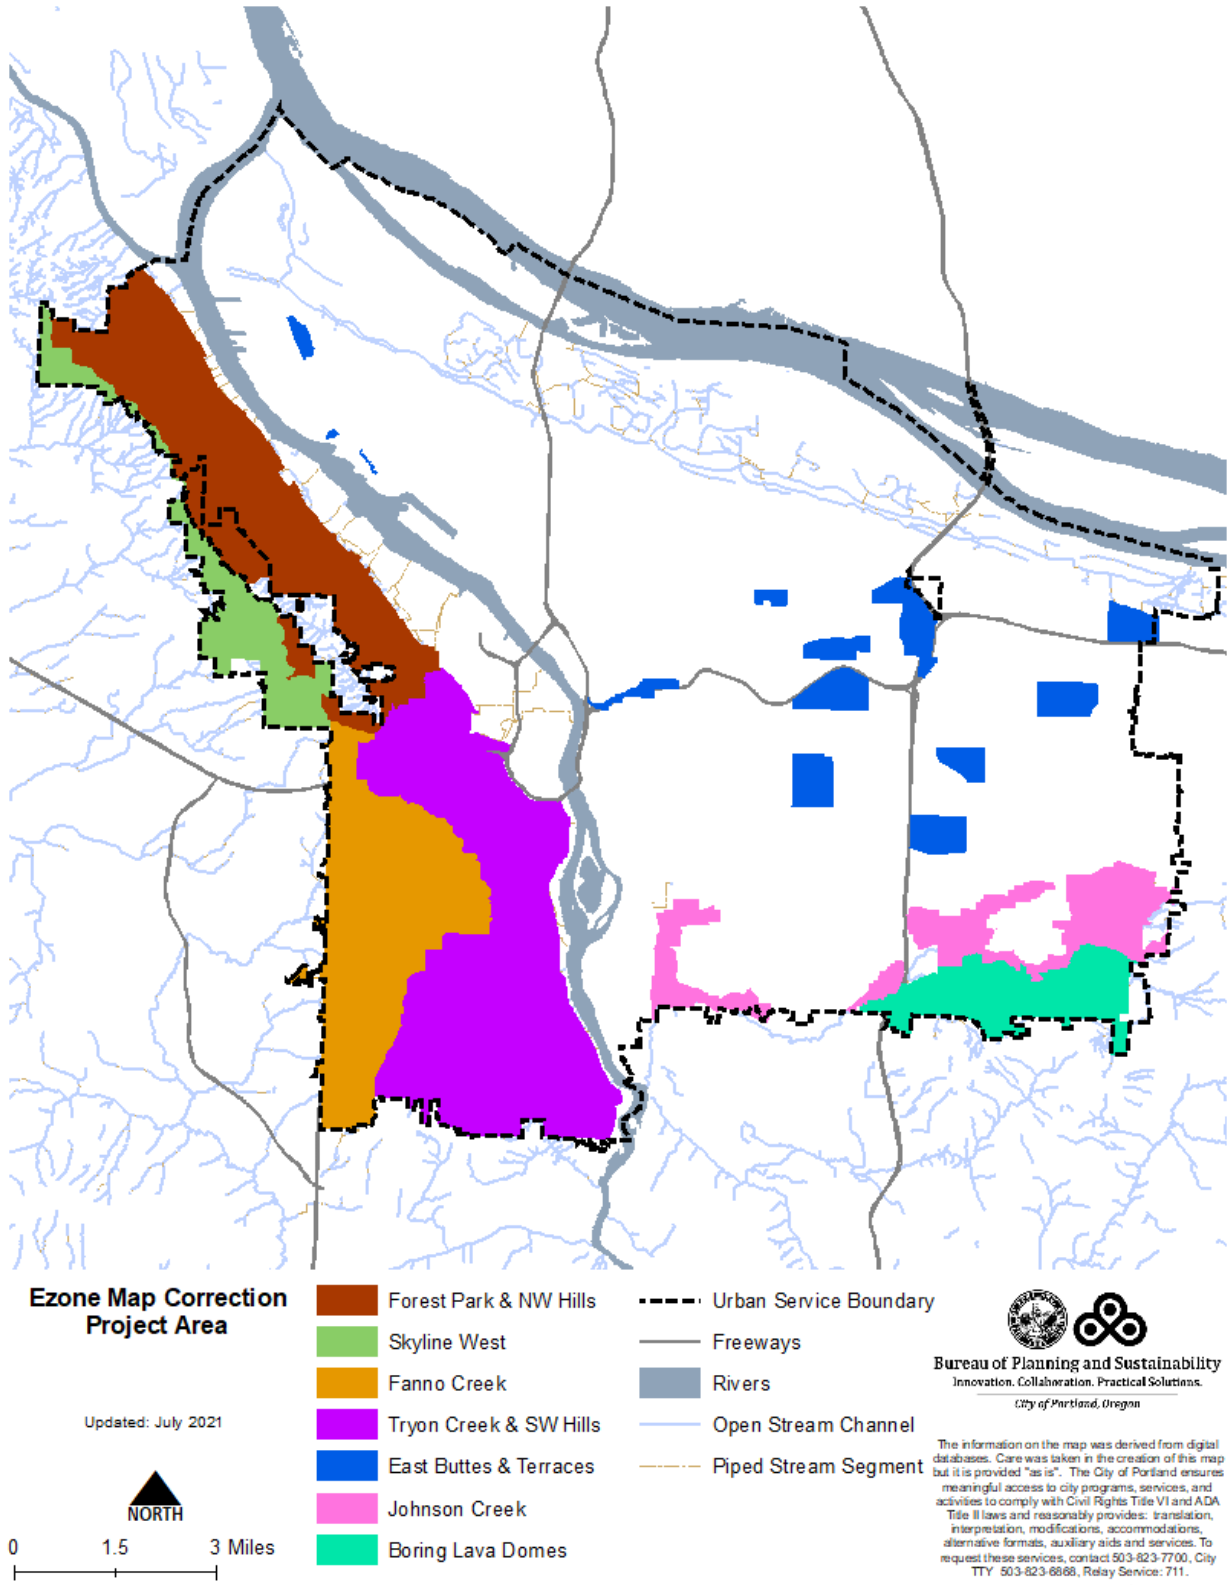 Ezone Map Correction
Project Area
Updated: July 2021
NORTH
0 1.5 3 Miles
Forest Park & NW Hills
Skyline West
Fanno Creek
Tryon Creek & SW Hills
East Buttes & Terraces
Johnson Creek
Boring Lava Domes
Urban Service Boundary
Freeways
Rivers
Open Stream Channel
Piped Stream Segment
Bureau of Planning and Sustainability
Innovation. Collaboration. Practical Solutions.
City of Portland, Oregon
The information on the map was derived from digital
databases. Care was taken in the creation of this map
but it is provided "as is". The City of Portland ensures
meaningful access to city programs, services, and
activities to comply with Civil Rights Title VI and ADA
Title II laws and reasonably provides: translation,
interpretation, modifications, accommodations,
alternative formats, auxiliary aids and services. To
request these services, contact 503-823-7700, City
TTY 503-823-6868, Relay Service: 711.